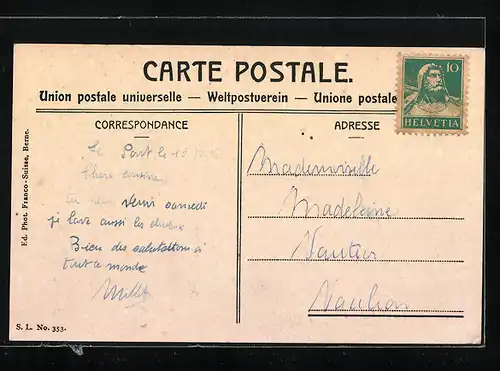 CARTE POSTALE.
Union postale universelle — Weltpostverein — Unione postale
10
HELVETIA
CORRESPONDANCE
ADRESSE
Le Pont le 19
Chère cousine
venir samedi
je lave aussi les
Bien des salutations à
tout le monde
Mademoiselle
Madeleine
Vautier
Vaulion
Ed. Phot. Franco-Suisse, Berne.
S. L. No. 353.